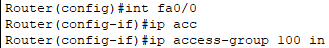 Router(config)#int fa0/0
Router(config-if)#ip acc
Router(config-if)#ip access-group 100 in